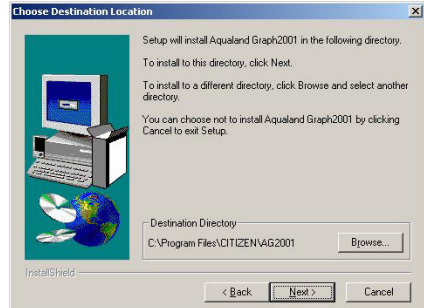 Choose Destination Location
Setup will install Aqualand Graph2001 in the following directory.
To install to this directory, click Next.
To install to a different directory, click Browse and select another
directory.
You can choose not to install Aqualand Graph2001 by clicking
Cancel to exit Setup.
Destination Directory
C:\Program Files\CITIZEN\AG2001
Browse...
InstallShield
< Back
Next >
Cancel